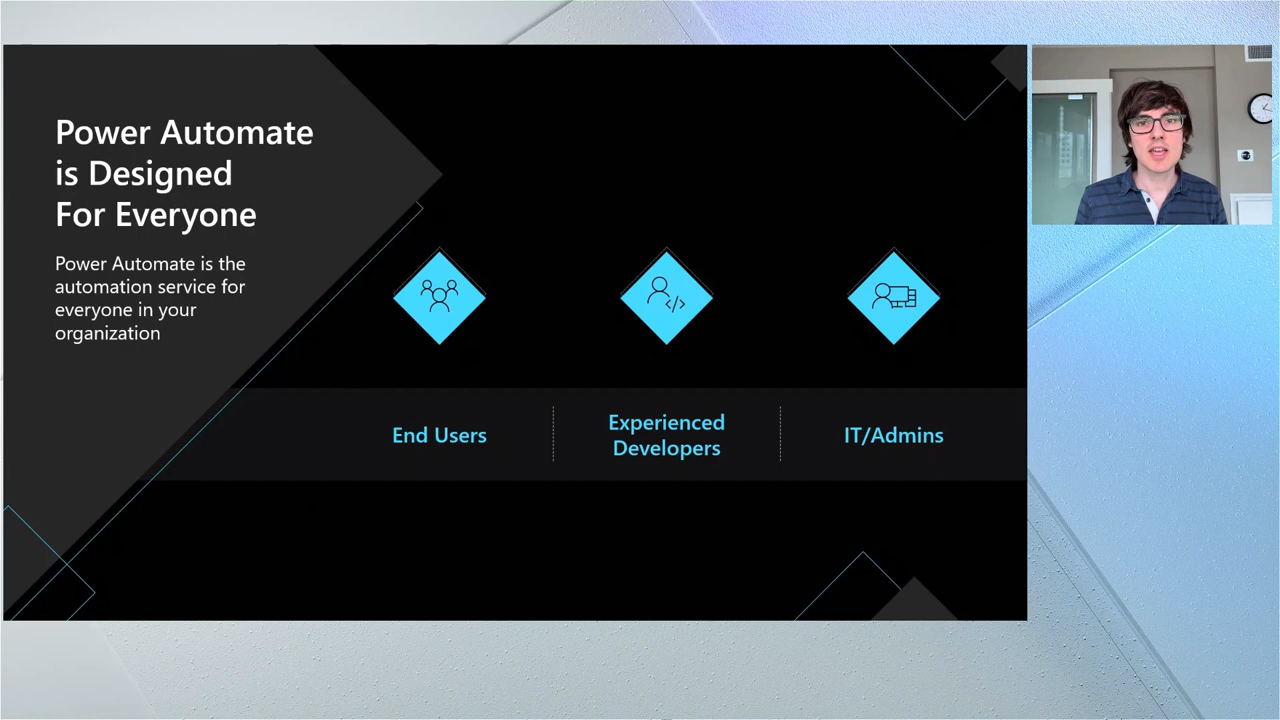 Power Automate
is Designed
For Everyone
Power Automate is the
automation service for
everyone in your
organization
End Users
Experienced
Developers
IT/Admins